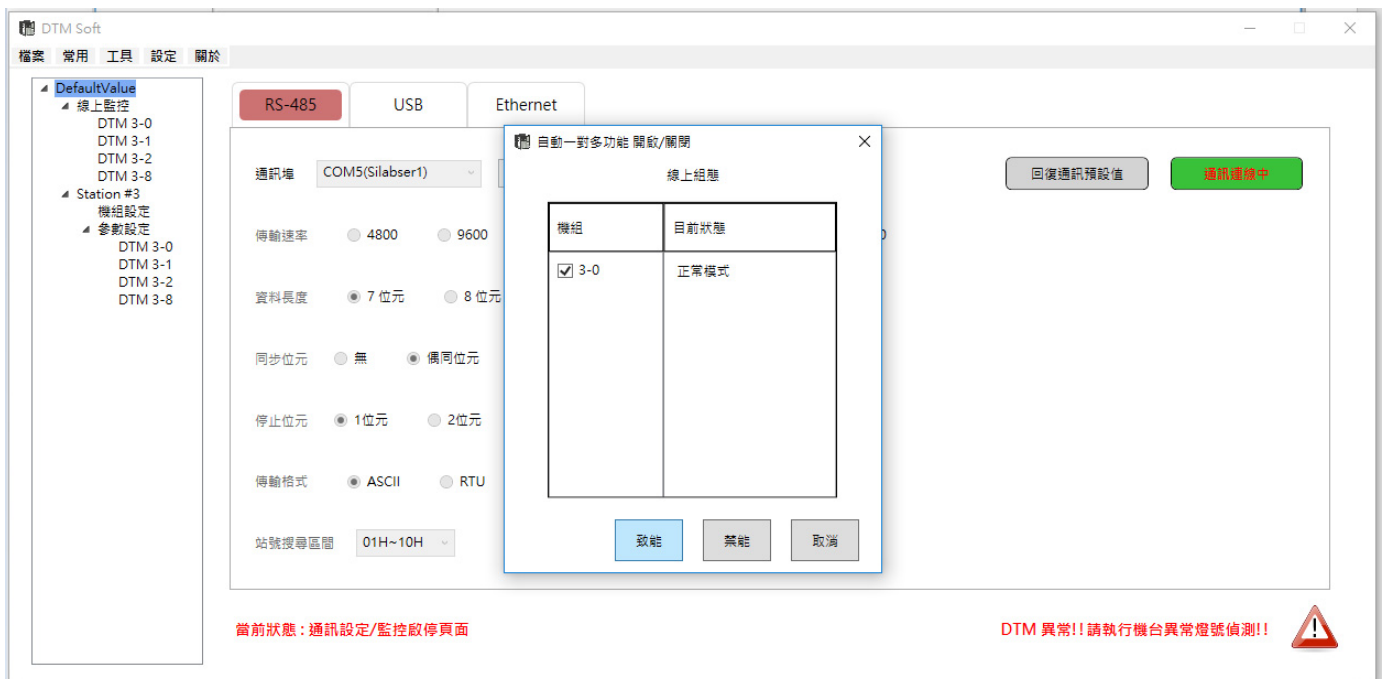 DTM Soft
檔案 常用 工具 設定 關於
DefaultValue
線上監控
DTM 3-0
DTM 3-1
DTM 3-2
DTM 3-8
Station #3
機組設定
參數設定
DTM 3-0
DTM 3-1
DTM 3-2
DTM 3-8
RS-485 USB Ethernet
通訊埠 COM5(Silabser1)
回復通訊預設值 通訊連線中
傳輸速率 4800 9600
資料長度 7 位元 8 位元
同步位元 無 偶同位元
停止位元 1位元 2位元
傳輸格式 ASCII RTU
站號搜尋區間 01H~10H
自動一對多功能 開啟/關閉
線上組態
機組 目前狀態
3-0 正常模式
致能 禁能 取消
當前狀態 : 通訊設定/監控啟停頁面
DTM 異常!! 請執行機台異常燈號偵測!!